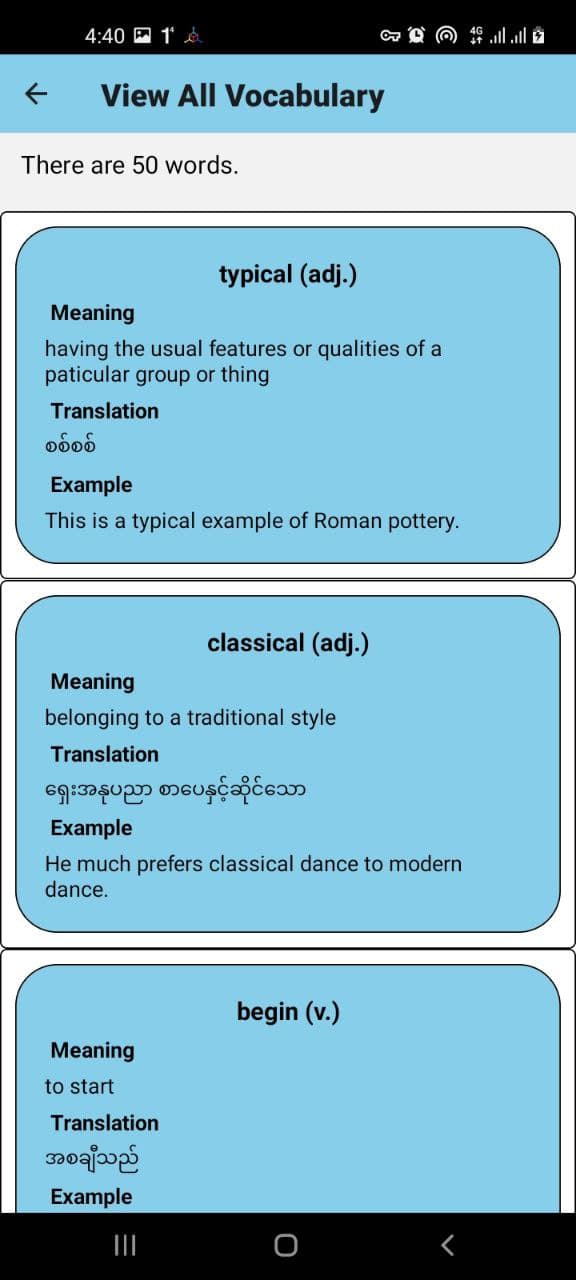 4:40
4G
View All Vocabulary
There are 50 words.
typical (adj.)
Meaning
having the usual features or qualities of a
paticular group or thing
Translation
စစ်စစ်
Example
This is a typical example of Roman pottery.
classical (adj.)
Meaning
belonging to a traditional style
Translation
ရှေးအနုပညာ စာပေနှင့်ဆိုင်သော
Example
He much prefers classical dance to modern
dance.
begin (v.)
Meaning
to start
Translation
အစချီသည်
Example